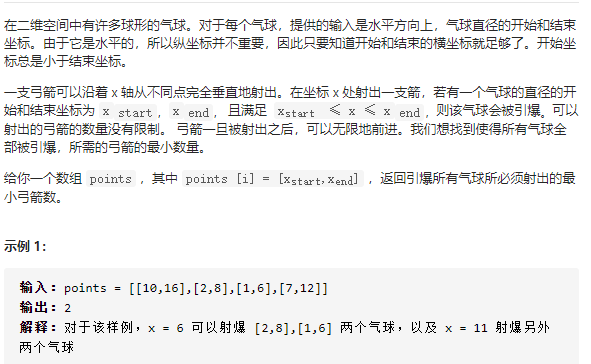 在二维空间中有许多球形的气球。对于每个气球，提供的输入是水平方向上，气球直径的开始和结束
坐标。由于它是水平的，所以纵坐标并不重要，因此只要知道开始和结束的横坐标就足够了。开始坐
标总是小于结束坐标。
一支弓箭可以沿着 x 轴从不同点完全垂直地射出。在坐标 x 处射出一支箭，若有一个气球的直径的开
始和结束坐标为 x start，x end， 且满足 xstart ≤ x ≤ x end，则该气球会被引爆。可以
射出的弓箭的数量没有限制。 弓箭一旦被射出之后，可以无限地前进。我们想找到使得所有气球全
部被引爆，所需的弓箭的最小数量。
给你一个数组 points ，其中 points [i] = [xstart,xend] ，返回引爆所有气球所必须射出的最
小弓箭数。
示例 1：
输入：points = [[10,16],[2,8],[1,6],[7,12]]
输出：2
解释：对于该样例，x = 6 可以射爆 [2,8],[1,6] 两个气球，以及 x = 11 射爆另外
两个气球